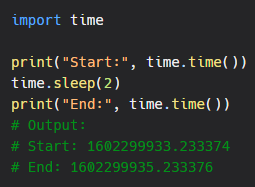 import time
print("Start:", time.time())
time.sleep(2)
print("End:", time.time())
# Output:
# Start: 1602299933.233374
# End: 1602299935.233376